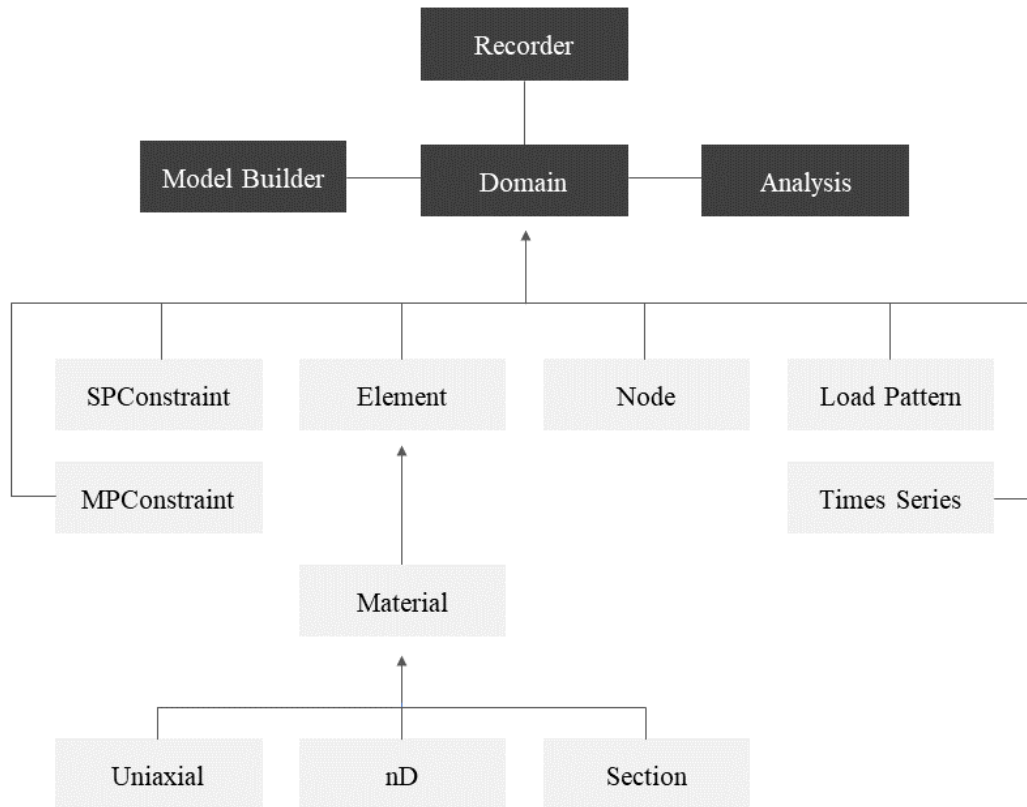 Recorder
Model Builder
Domain
Analysis
SPConstraint
Element
Node
Load Pattern
MPConstraint
Times Series
Material
Uniaxial
nD
Section